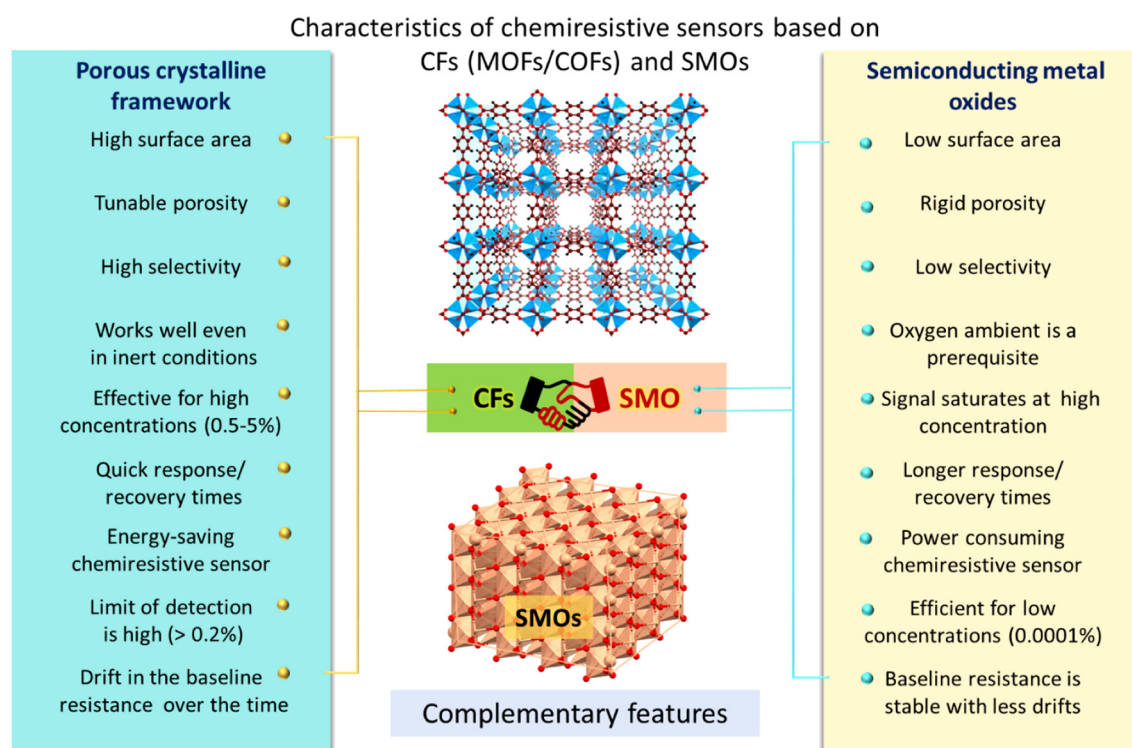 Characteristics of chemiresistive sensors based on
CFs (MOFs/COFs) and SMOs
Porous crystalline
framework
High surface area
Tunable porosity
High selectivity
Works well even
in inert conditions
Effective for high
concentrations (0.5-5%)
Quick response/
recovery times
Energy-saving
chemiresistive sensor
Limit of detection
is high (> 0.2%)
Drift in the baseline
resistance over the time
CFs
SMO
SMOs
Complementary features
Semiconducting metal
oxides
Low surface area
Rigid porosity
Low selectivity
Oxygen ambient is a
prerequisite
Signal saturates at high
concentration
Longer response/
recovery times
Power consuming
chemiresistive sensor
Efficient for low
concentrations (0.0001%)
Baseline resistance is
stable with less drifts